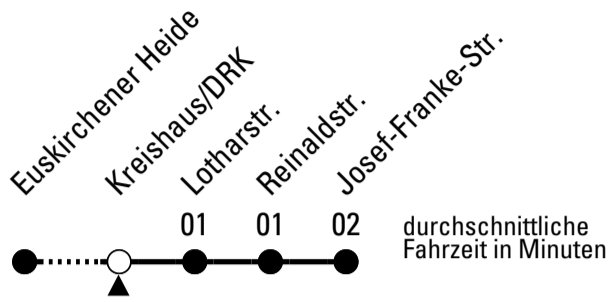 Euskirchener Heide
Kreishaus/DRK
Lotharstr.
Reinaldstr.
Josef-Franke-Str.
01 01 02
durchschnittliche
Fahrzeit in Minuten